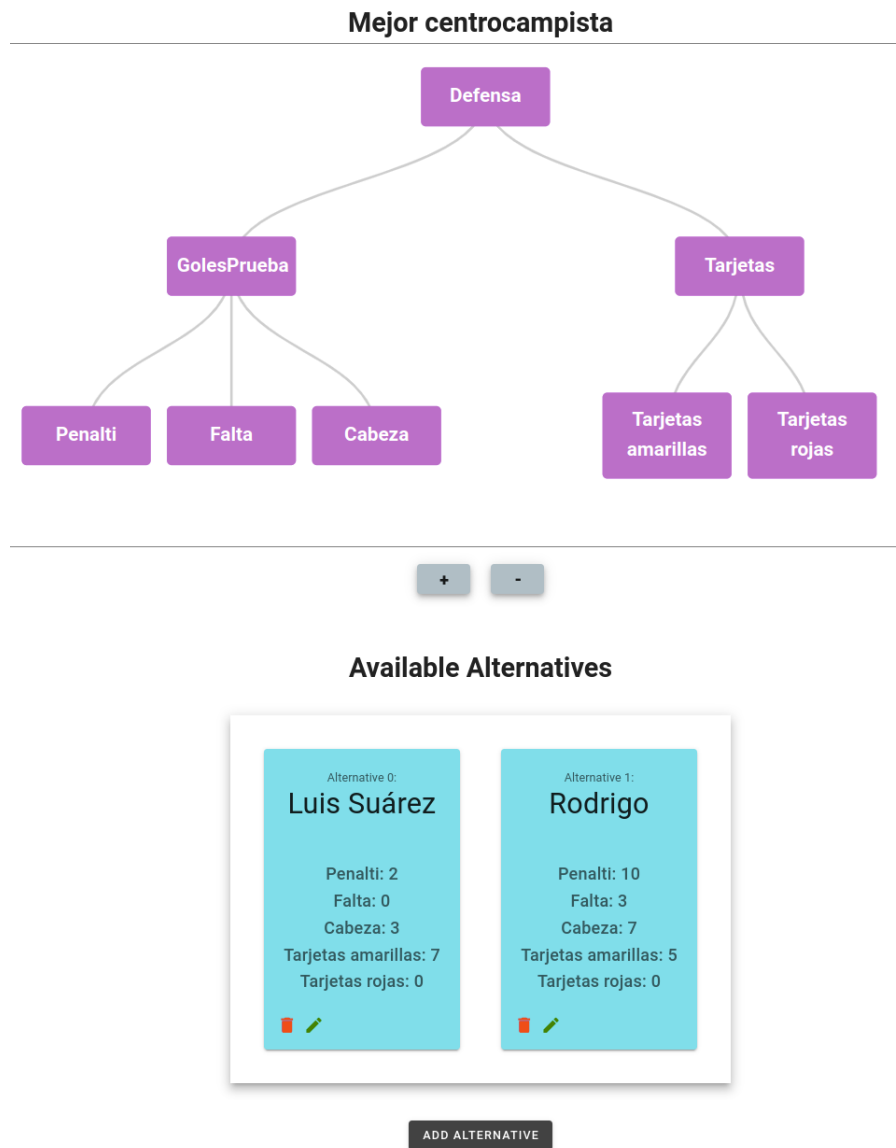 Mejor centrocampista
Defensa
GolesPrueba
Tarjetas
Penalti
Falta
Cabeza
Tarjetas
amarillas
Tarjetas
rojas
+
-
Available Alternatives
Alternative 0:
Luis Suárez
Penalti: 2
Falta: 0
Cabeza: 3
Tarjetas amarillas: 7
Tarjetas rojas: 0
Alternative 1:
Rodrigo
Penalti: 10
Falta: 3
Cabeza: 7
Tarjetas amarillas: 5
Tarjetas rojas: 0
ADD ALTERNATIVE